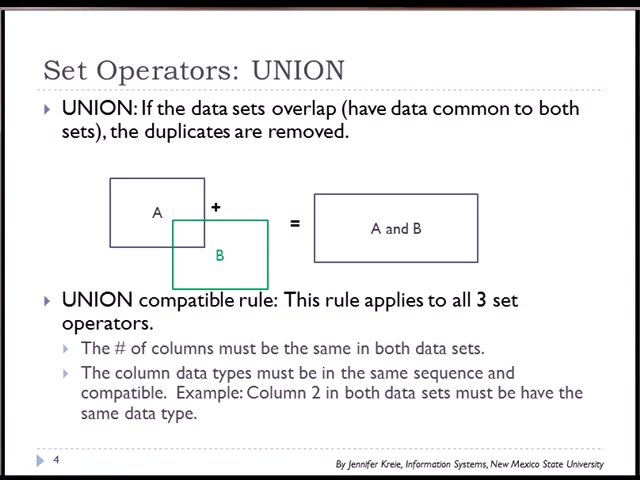 Set Operators: UNION
UNION: If the data sets overlap (have data common to both
sets), the duplicates are removed.
A
+
B
=
A and B
UNION compatible rule: This rule applies to all 3 set
operators.
The # of columns must be the same in both data sets.
The column data types must be in the same sequence and
compatible. Example: Column 2 in both data sets must be have the
same data type.
4
By Jennifer Kreie, Information Systems, New Mexico State University